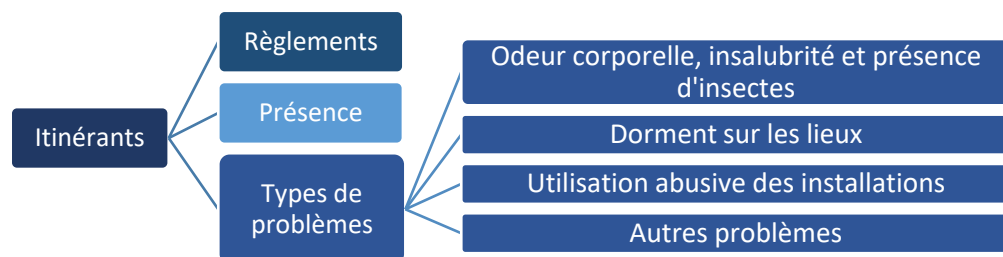 Itinérants
Règlements
Présence
Types de
problèmes
Odeur corporelle, insalubrité et présence
d'insectes
Dorment sur les lieux
Utilisation abusive des installations
Autres problèmes